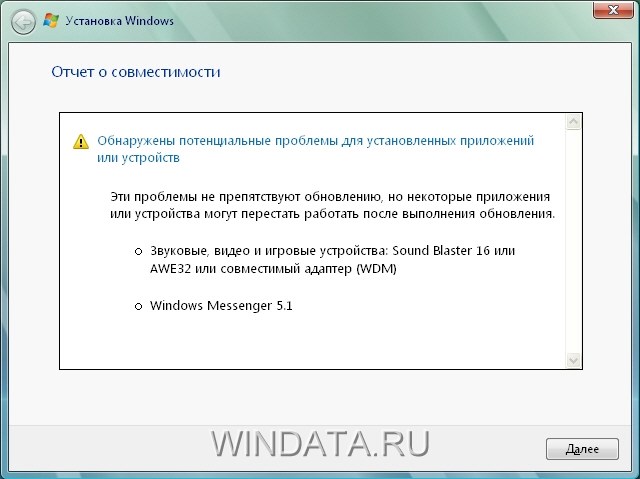 Установка Windows
Отчет о совместимости
Обнаружены потенциальные проблемы для установленных приложений
или устройств
Эти проблемы не препятствуют обновлению, но некоторые приложения
или устройства могут перестать работать после выполнения обновления.
Звуковые, видео и игровые устройства: Sound Blaster 16 или
AWE32 или совместимый адаптер (WDM)
Windows Messenger 5.1
WINDATA.RU
Далее